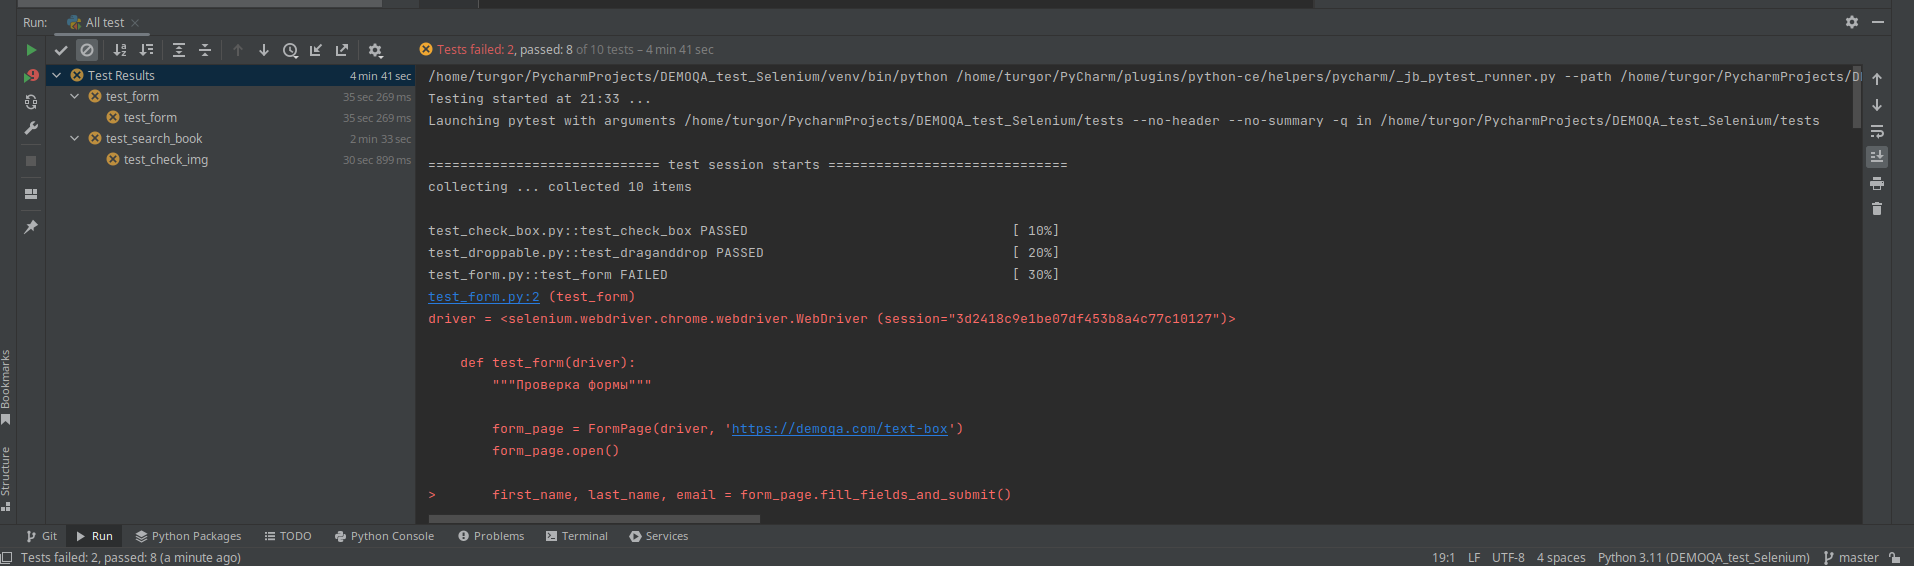 Run: All test
Tests failed: 2, passed: 8 of 10 tests – 4 min 41 sec
Test Results 4 min 41 sec
test_form 35 sec 269 ms
test_form 35 sec 269 ms
test_search_book 2 min 33 sec
test_check_img 30 sec 899 ms
/home/turgor/PycharmProjects/DEMOQA_test_Selenium/venv/bin/python /home/turgor/PyCharm/plugins/python-ce/helpers/pycharm/_jb_pytest_runner.py --path /home/turgor/PycharmProjects/D
Testing started at 21:33 ...
Launching pytest with arguments /home/turgor/PycharmProjects/DEMOQA_test_Selenium/tests --no-header --no-summary -q in /home/turgor/PycharmProjects/DEMOQA_test_Selenium/tests
============================= test session starts ==============================
collecting ... collected 10 items
test_check_box.py::test_check_box PASSED [ 10%]
test_droppable.py::test_draganddrop PASSED [ 20%]
test_form.py::test_form FAILED [ 30%]
test_form.py:2 (test_form)
driver = <selenium.webdriver.chrome.webdriver.WebDriver (session="3d2418c9e1be07df453b8a4c77c10127")>
def test_form(driver):
"""Проверка формы"""
form_page = FormPage(driver, 'https://demoqa.com/text-box')
form_page.open()
> first_name, last_name, email = form_page.fill_fields_and_submit()
Bookmarks
Structure
Git Run Python Packages TODO Python Console Problems Terminal Services
Tests failed: 2, passed: 8 (a minute ago) 19:1 LF UTF-8 4 spaces Python 3.11 (DEMOQA_test_Selenium) master